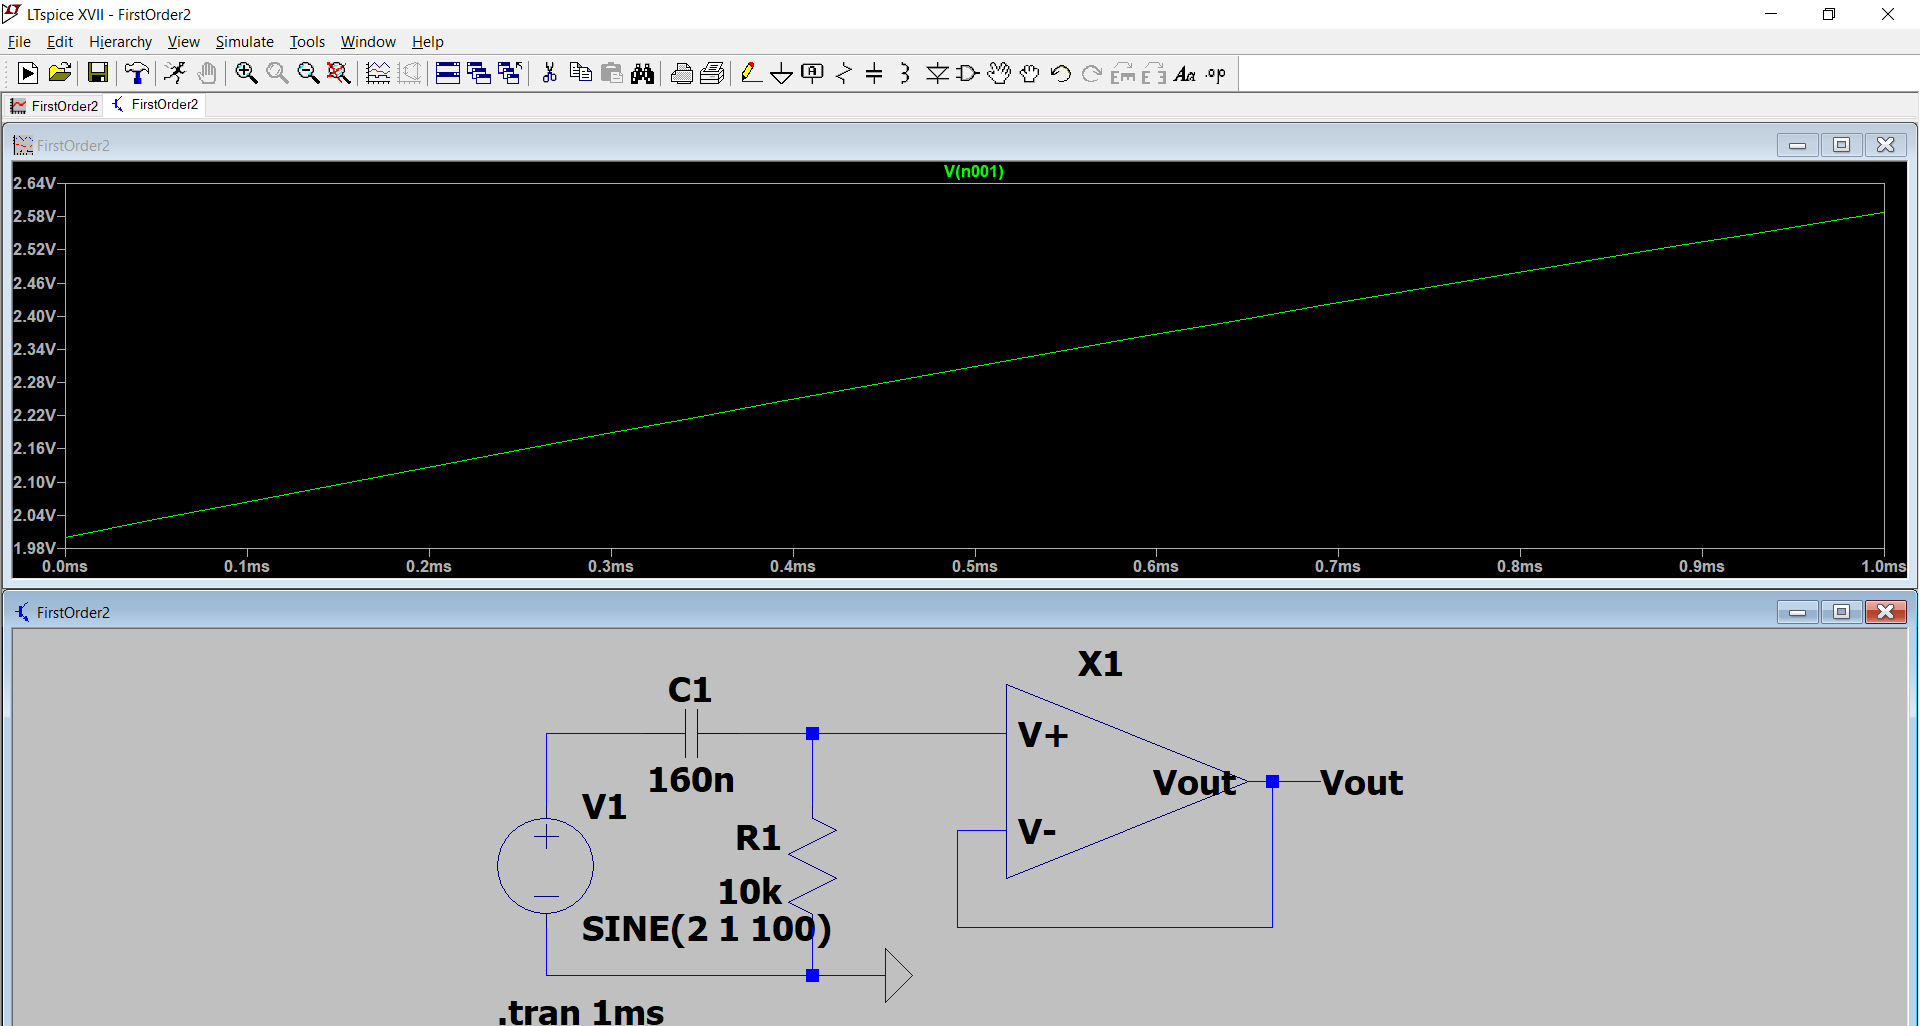 LTspice XVII - FirstOrder2
File Edit Hierarchy View Simulate Tools Window Help
A Aa .op
FirstOrder2 FirstOrder2
FirstOrder2
V(n001)
2.64V
2.58V
2.52V
2.46V
2.40V
2.34V
2.28V
2.22V
2.16V
2.10V
2.04V
1.98V
0.0ms 0.1ms 0.2ms 0.3ms 0.4ms 0.5ms 0.6ms 0.7ms 0.8ms 0.9ms 1.0ms
FirstOrder2
X1
C1
V+
160n
Vout Vout
V1
R1
V-
10k
SINE(2 1 100)
.tran 1ms